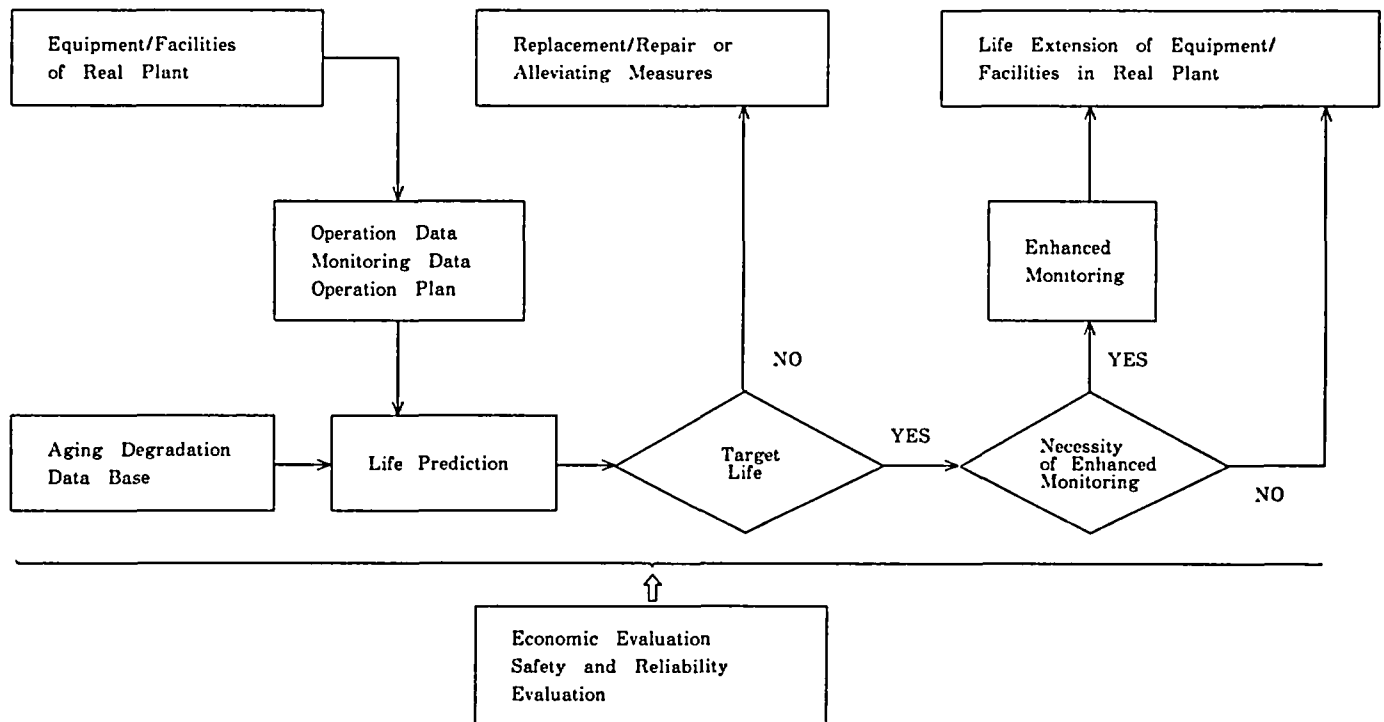 Equipment/Facilities
of Real Plant
Replacement/Repair or
Alleviating Measures
Life Extension of Equipment/
Facilities in Real Plant
Operation Data
Monitoring Data
Operation Plan
Enhanced
Monitoring
NO
YES
Aging Degradation
Data Base
Life Prediction
Target
Life
YES
Necessity
of Enhanced
Monitoring
NO
Economic Evaluation
Safety and Reliability
Evaluation